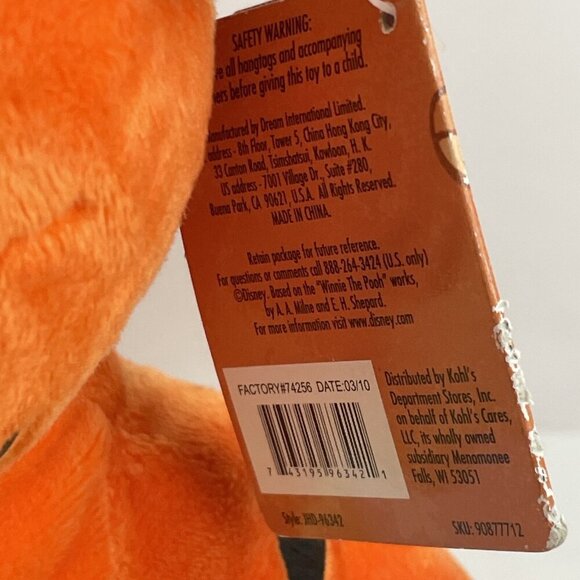 SAFETY WARNING:
all hangtags and accompanying
before giving this toy to a child.
Manufactured by Dream International Limited.
address - 8th Floor, Tower 5, China Hong Kong City,
33 Canton Road, Tsimshatsui, Kowloon, H. K.
US address - 7001 Village Dr., Suite #280,
Buena Park, CA 90621, U.S.A. All Rights Reserved.
MADE IN CHINA.
Retain package for future reference.
For questions or comments call 888-264-3424 (U.S. only)
©Disney. Based on the "Winnie The Pooh" works,
by A. A. Milne and E. H. Shepard.
For more information visit www.disney.com
FACTORY#74256 DATE:03/10
7 43195 96342 1
Style: JHD-96342
Distributed by Kohl's
Department Stores, Inc.
on behalf of Kohl's Cares,
LLC, its wholly owned
subsidiary Menomonee
Falls, WI 53051
SKU: 90877712